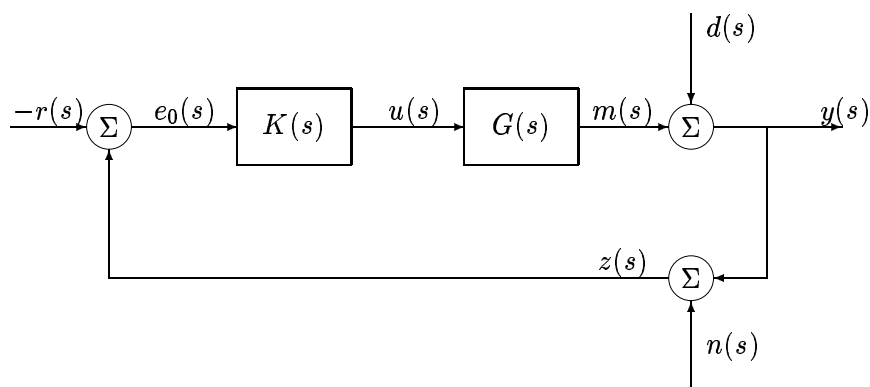 d(s)
−r(s) Σ e₀(s) K(s) u(s) G(s) m(s) Σ y(s)
z(s) Σ
n(s)